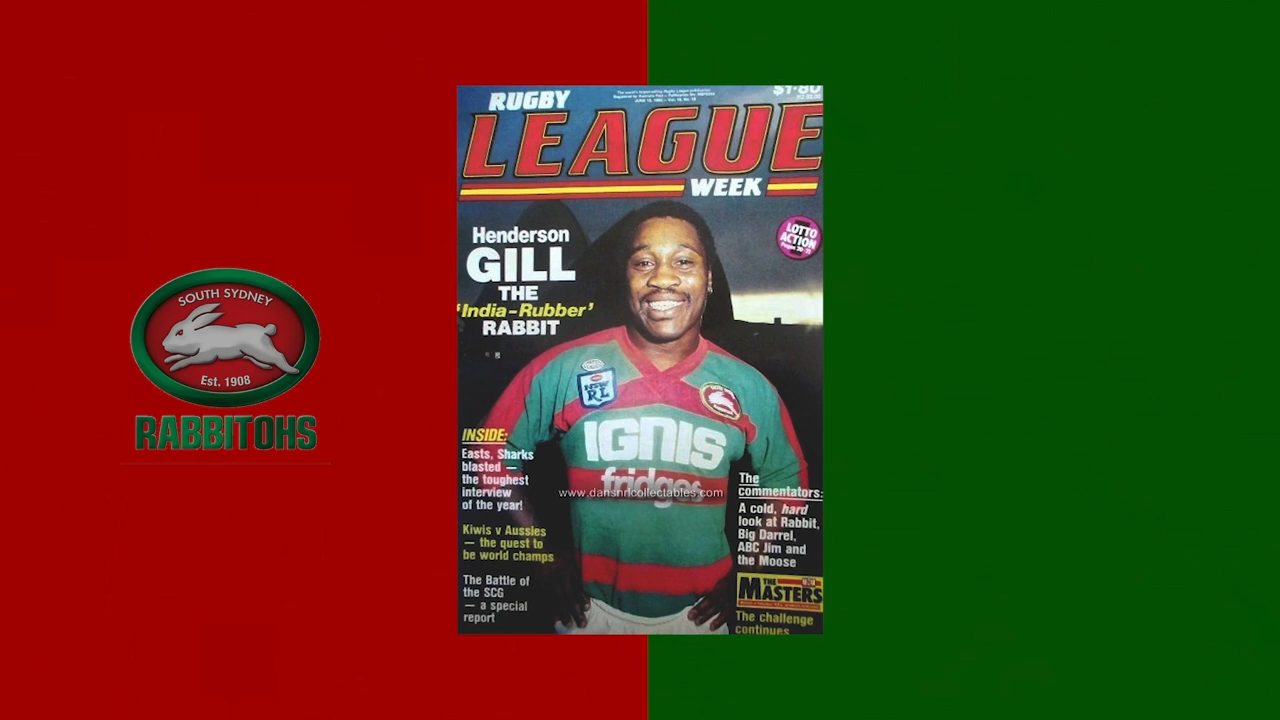 SOUTH SYDNEY
Est. 1908
RABBITOHS
$1·80
RUGBY
LEAGUE
WEEK
LOTTO
ACTION
Henderson
GILL
THE
'India-Rubber'
RABBIT
NSW
RL
IGNIS
fridges
www.dansnrlcollectables.com
INSIDE:
Easts, Sharks
blasted —
the toughest
interview
of the year!
Kiwis v Aussies
— the quest to
be world champs
The Battle of
the SCG
— a special
report
The
commentators:
A cold, hard
look at Rabbit,
Big Darrel,
ABC Jim and
the Moose
THE
MASTERS
The challenge
continues